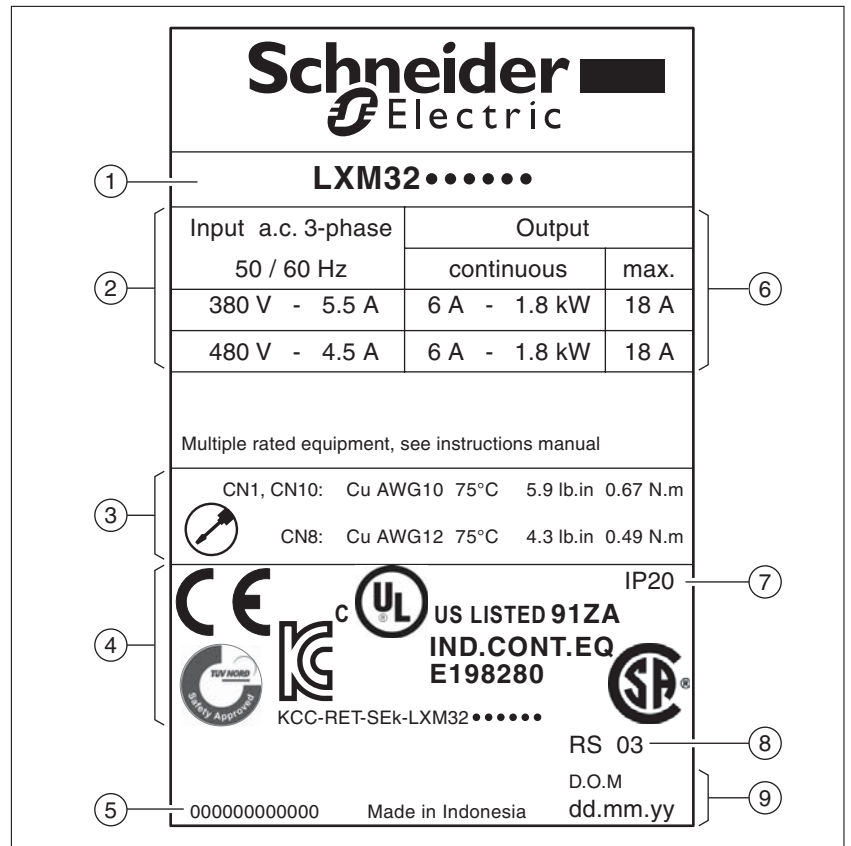 Schneider
Electric
1
LXM32••••••
2
Input a.c. 3-phase
50 / 60 Hz
Output
continuous
max.
6
380 V - 5.5 A
6 A - 1.8 kW
18 A
480 V - 4.5 A
6 A - 1.8 kW
18 A
Multiple rated equipment, see instructions manual
3
CN1, CN10: Cu AWG10 75°C 5.9 lb.in 0.67 N.m
CN8: Cu AWG12 75°C 4.3 lb.in 0.49 N.m
4
CE
C UL ® US LISTED 91ZA
IND.CONT.EQ
E198280
IP20
7
TUV NORD
Safety Approved
KC
SA ®
KCC-RET-SEk-LXM32••••••
RS 03
8
5
000000000000
Made in Indonesia
D.O.M
dd.mm.yy
9